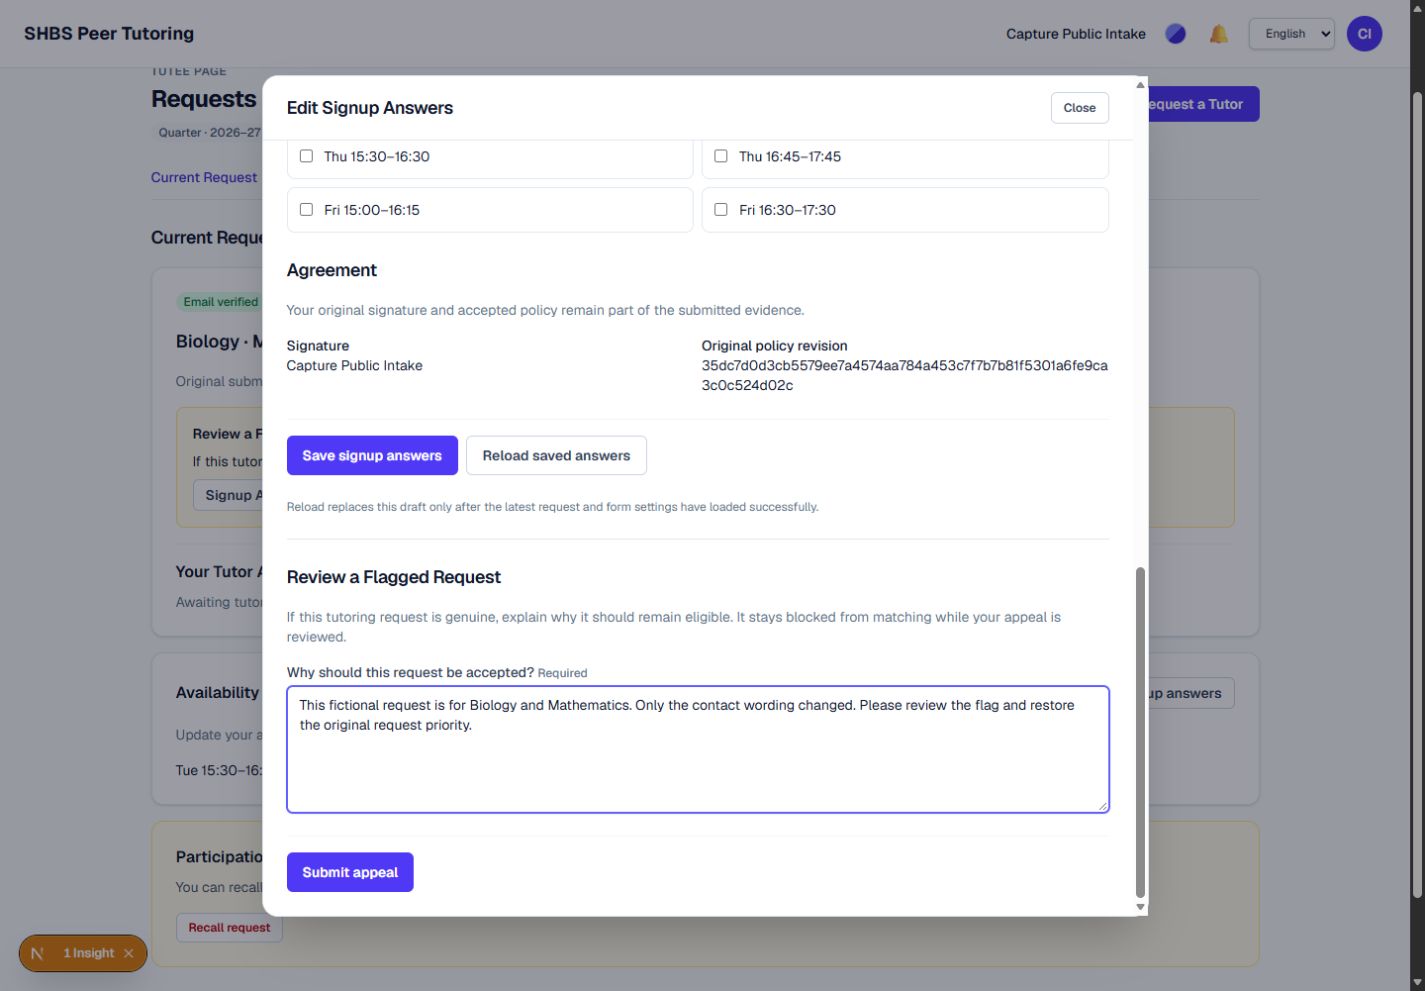 SHBS Peer Tutoring
Capture Public Intake
English
CI
TUTEE PAGE
Requests
Request a Tutor
Quarter · 2026–27
Current Request
Current Reque
Email verified
Biology · M
Original subm
Review a F
If this tutor
Signup A
Your Tutor A
Awaiting tuto
Availability
up answers
Update your a
Tue 15:30–16:
Participatio
You can recall
Recall request
1 Insight
Edit Signup Answers
Close
Thu 15:30–16:30
Thu 16:45–17:45
Fri 15:00–16:15
Fri 16:30–17:30
Agreement
Your original signature and accepted policy remain part of the submitted evidence.
Signature
Capture Public Intake
Original policy revision
35dc7d0d3cb5579ee7a4574aa784a453c7f7b7b81f5301a6fe9ca
3c0c524d02c
Save signup answers
Reload saved answers
Reload replaces this draft only after the latest request and form settings have loaded successfully.
Review a Flagged Request
If this tutoring request is genuine, explain why it should remain eligible. It stays blocked from matching while your appeal is
reviewed.
Why should this request be accepted? Required
This fictional request is for Biology and Mathematics. Only the contact wording changed. Please review the flag and restore
the original request priority.
Submit appeal